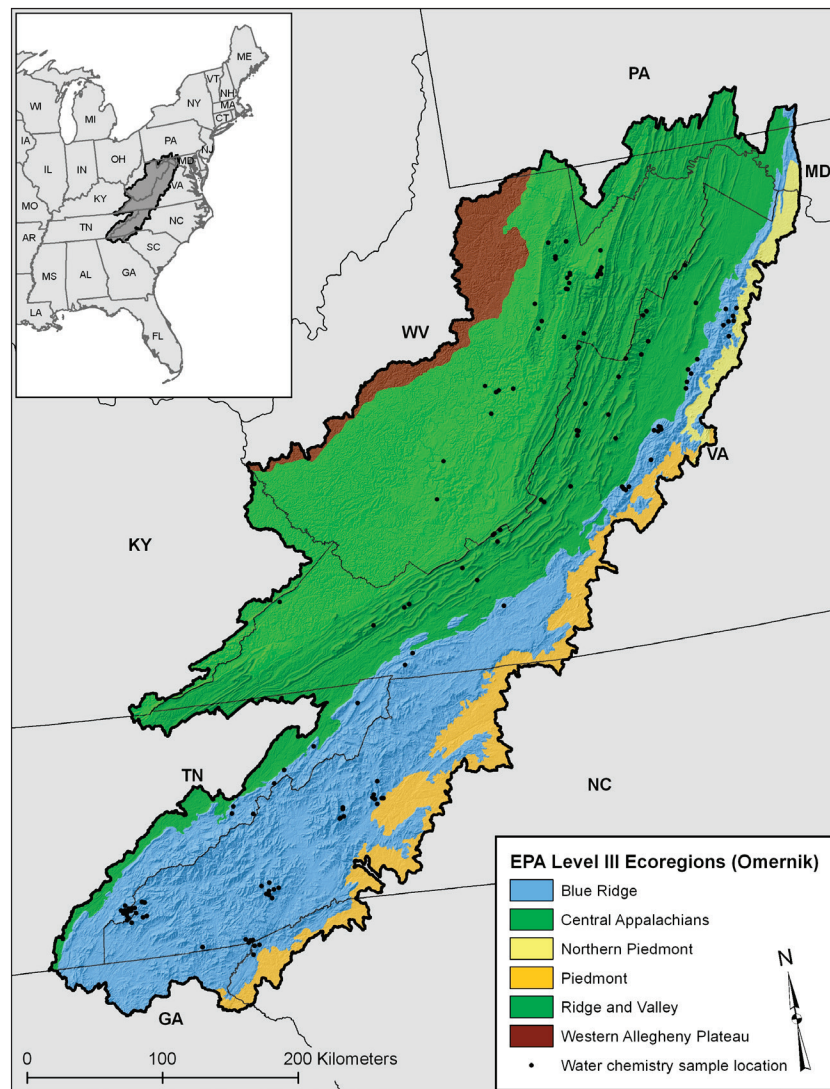 ME
VT
NH
NY
MA
CT
WI
MI
PA
IA
NJ
OH
MD
IL
IN
WV
VA
KY
MO
NC
TN
AR
SC
MS
AL
GA
LA
FL
PA
MD
WV
VA
KY
TN
NC
GA
EPA Level III Ecoregions (Omernik)
Blue Ridge
Central Appalachians
Northern Piedmont
Piedmont
Ridge and Valley
Western Allegheny Plateau
Water chemistry sample location
N
0 100 200 Kilometers